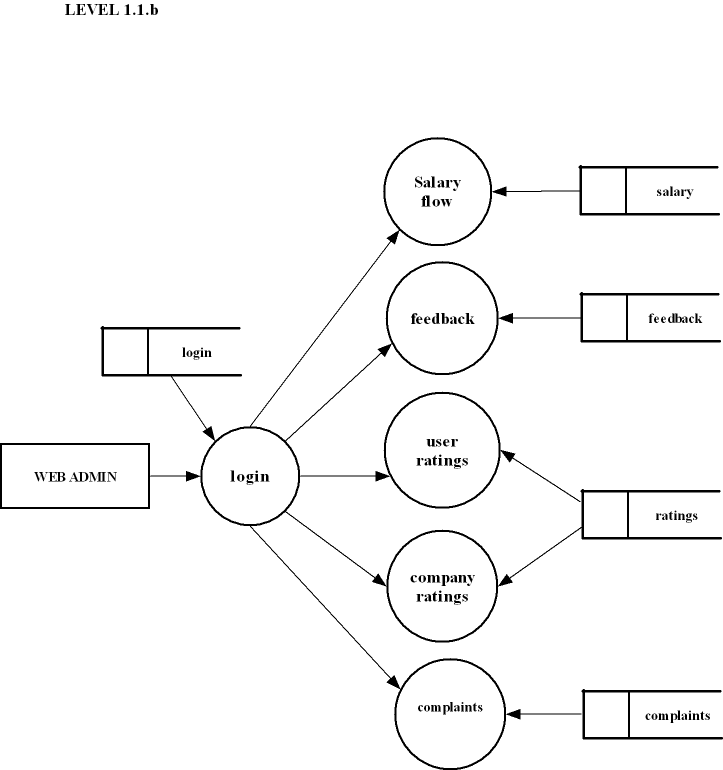 LEVEL 1.1.b
Salary
flow
salary
feedback
feedback
login
user
ratings
WEB ADMIN
login
ratings
company
ratings
complaints
complaints